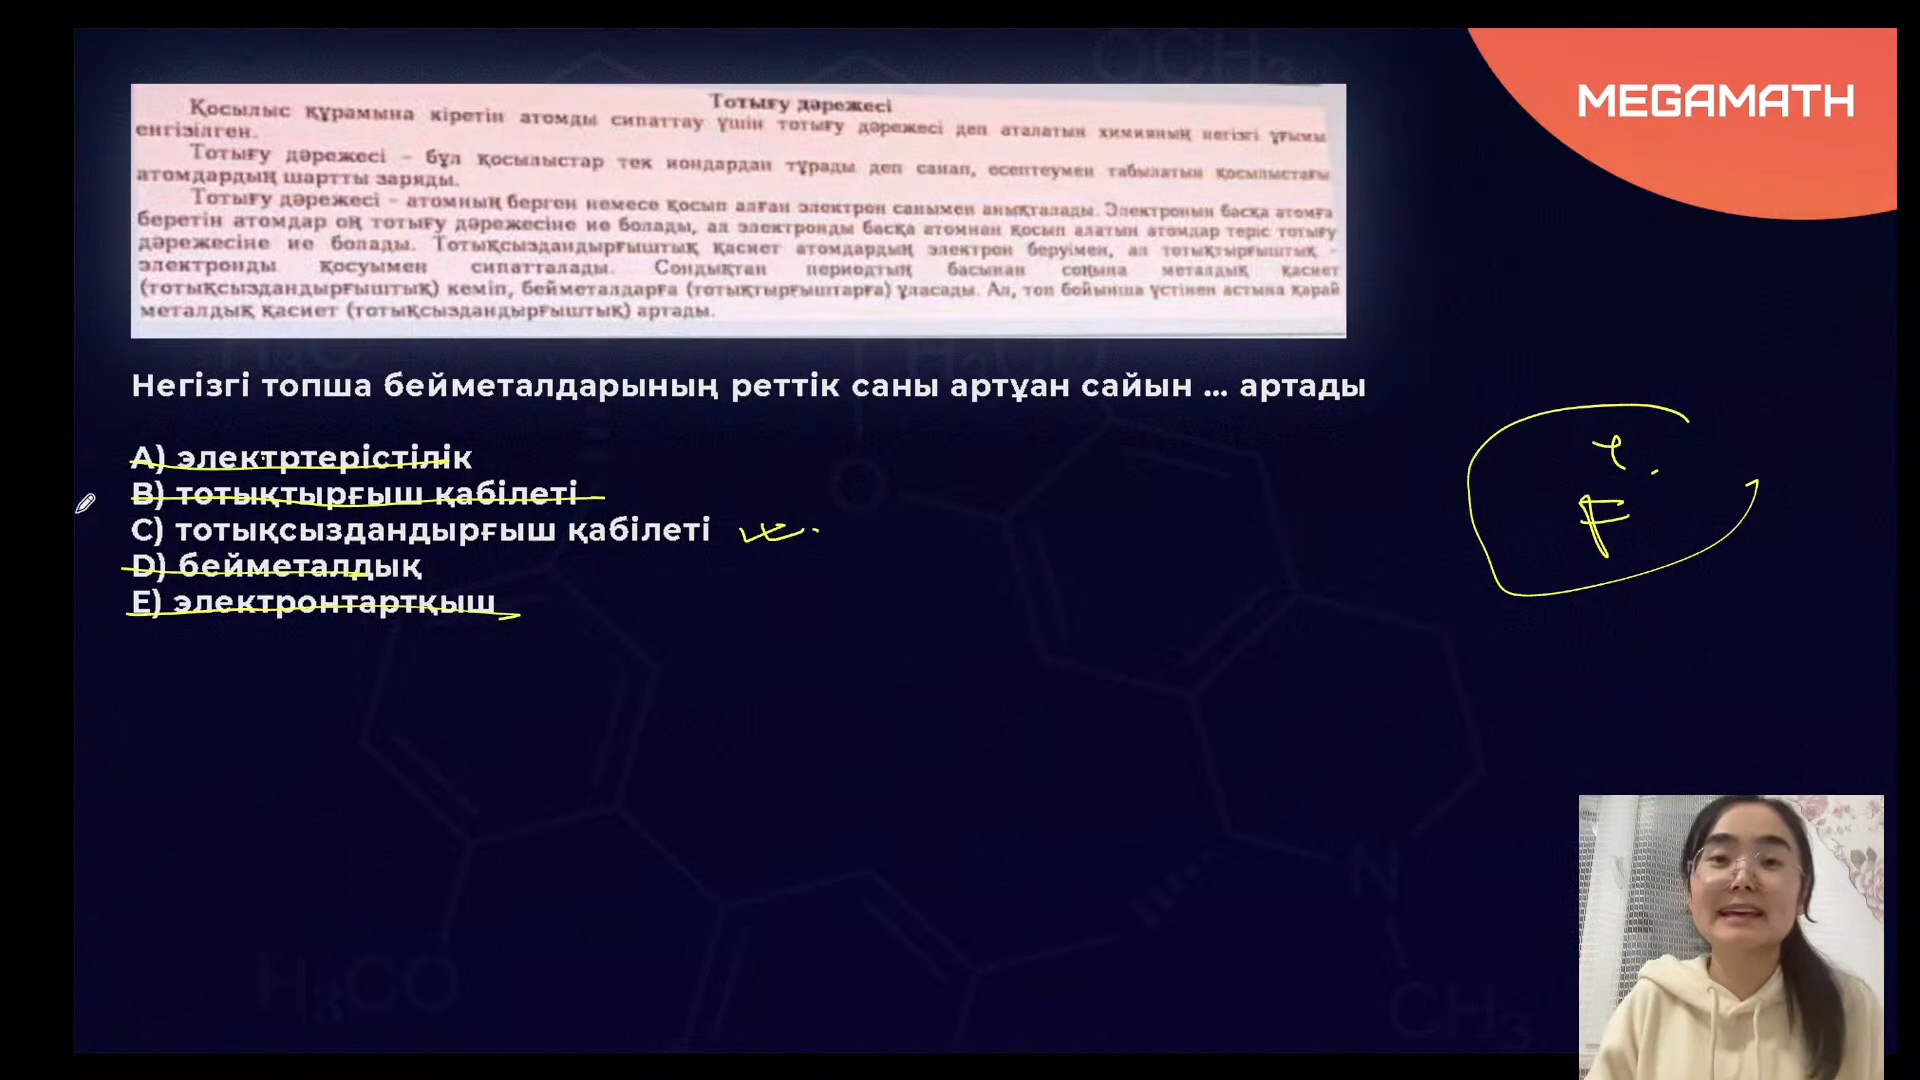 MEGAMATH
Тотығу дәрежесі
Қосылыс құрамына кіретін атомды сипаттау үшін тотығу дәрежесі деп аталатын химияның негізгі ұғымы
енгізілген.
Тотығу дәрежесі – бұл қосылыстар тек иондардан тұрады деп санап, есептеумен табылатын қосылыстағы
атомдардың шартты заряды.
Тотығу дәрежесі – атомның берген немесе қосып алған электрон санымен анықталады. Электронын басқа атомға
беретін атомдар оң тотығу дәрежесіне ие болады, ал электронды басқа атомнан қосып алатын атомдар теріс тотығу
дәрежесіне ие болады. Тотықсыздандырғыштық қасиет атомдардың электрон беруімен, ал тотықтырғыштық –
электронды қосуымен сипатталады. Сондықтан периодтың басынан соңына металдық қасиет
(тотықсыздандырғыштық) кеміп, бейметалдарға (тотықтырғыштарға) ұласады. Ал, топ бойынша үстінен астына қарай
металдық қасиет (тотықсыздандырғыштық) артады.
Негізгі топша бейметалдарының реттік саны артұан сайын ... артады
A) электртерістілік
B) тотықтырғыш қабілеті
C) тотықсыздандырғыш қабілеті
D) бейметалдық
E) электронтартқыш
F
OCH3
H3CO
O
N
H3CO
CH3